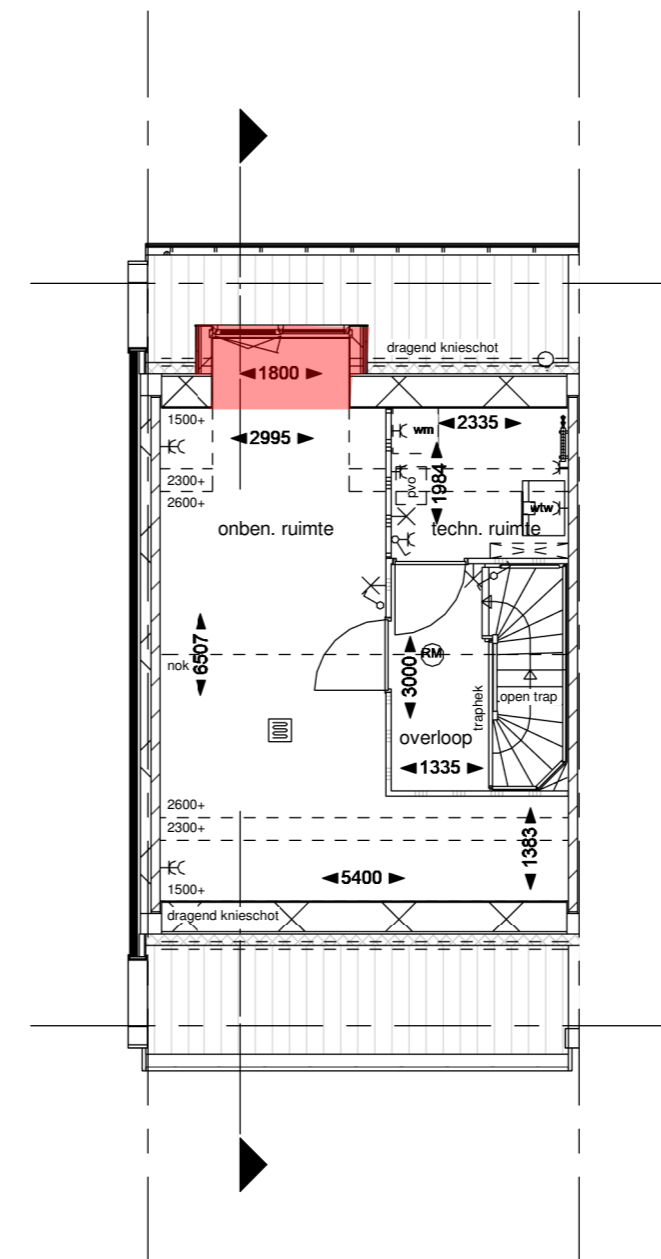 dragend knieschot
1800
1500+
wm
2335
2995
2300+
pvo
1984
2600+
wtw
onben. ruimte
techn. ruimte
nok
6507
RM
3000
traphek
open trap
overloop
1335
2600+
2300+
1383
5400
1500+
dragend knieschot